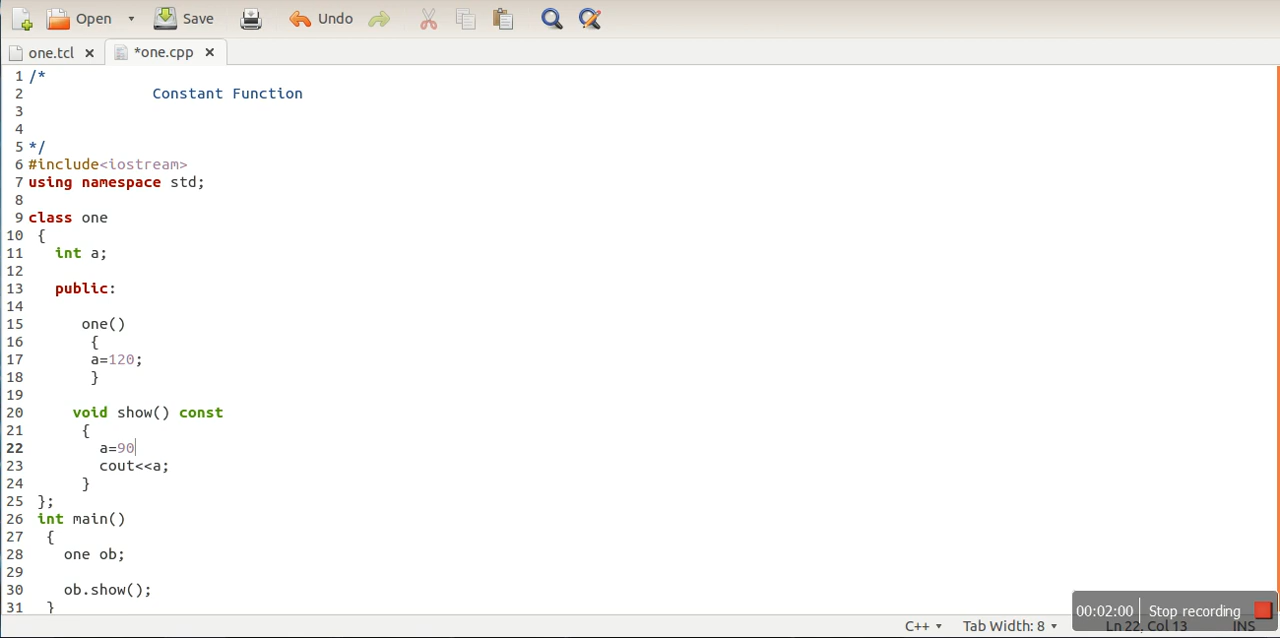 Open Save Undo
one.tcl × *one.cpp ×
1 /*
2 Constant Function
3
4
5 */
6 #include<iostream>
7 using namespace std;
8
9 class one
10 {
11 int a;
12
13 public:
14
15 one()
16 {
17 a=120;
18 }
19
20 void show() const
21 {
22 a=90
23 cout<<a;
24 }
25 };
26 int main()
27 {
28 one ob;
29
30 ob.show();
31 }
00:02:00 Stop recording
C++ Tab Width: 8 Ln 22, Col 13 INS